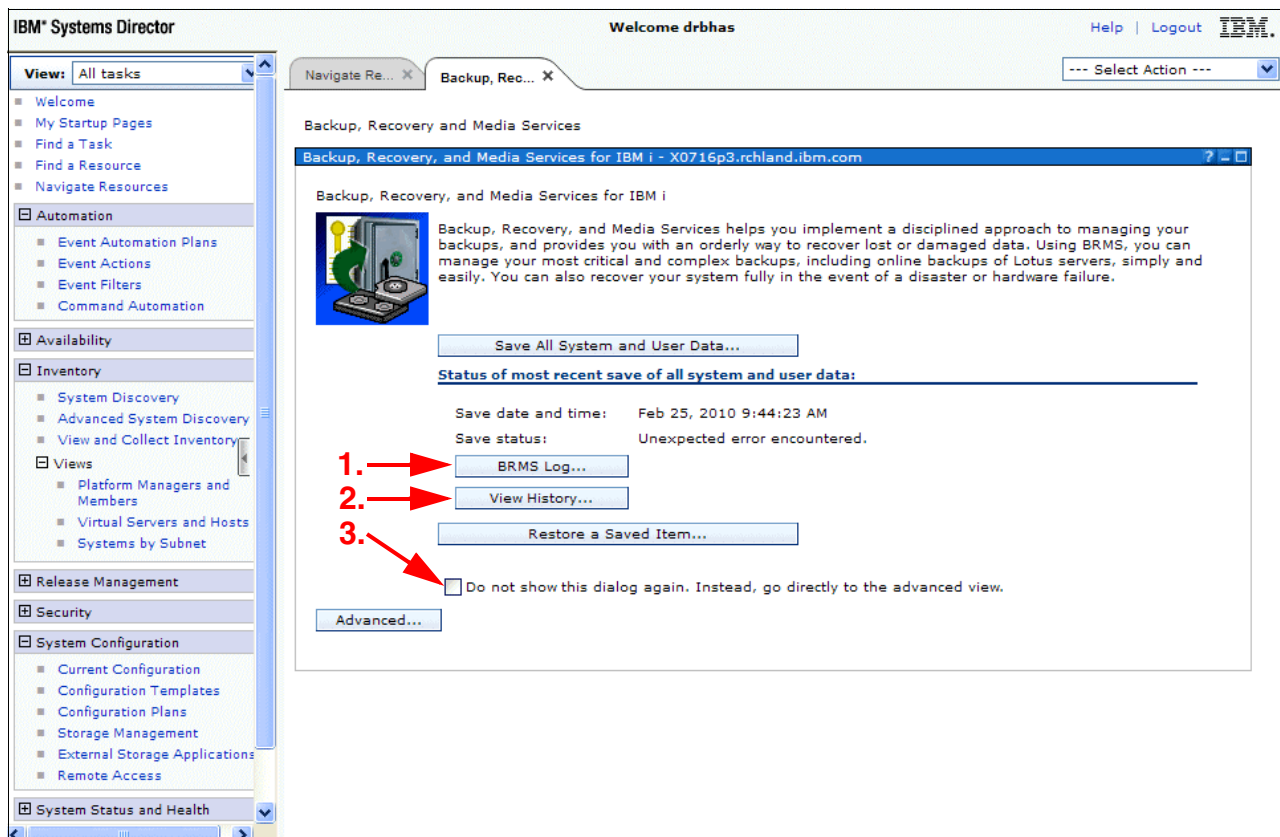 IBM® Systems Director
Welcome drbhas
Help | Logout
IBM.
View: All tasks
Welcome
My Startup Pages
Find a Task
Find a Resource
Navigate Resources
Automation
Event Automation Plans
Event Actions
Event Filters
Command Automation
Availability
Inventory
System Discovery
Advanced System Discovery
View and Collect Inventory
Views
Platform Managers and
Members
Virtual Servers and Hosts
Systems by Subnet
Release Management
Security
System Configuration
Current Configuration
Configuration Templates
Configuration Plans
Storage Management
External Storage Applications
Remote Access
System Status and Health
Navigate Re...
Backup, Rec...
--- Select Action ---
Backup, Recovery and Media Services
Backup, Recovery, and Media Services for IBM i - X0716p3.rchland.ibm.com
Backup, Recovery, and Media Services for IBM i
Backup, Recovery, and Media Services helps you implement a disciplined approach to managing your
backups, and provides you with an orderly way to recover lost or damaged data. Using BRMS, you can
manage your most critical and complex backups, including online backups of Lotus servers, simply and
easily. You can also recover your system fully in the event of a disaster or hardware failure.
Save All System and User Data...
Status of most recent save of all system and user data:
Save date and time: Feb 25, 2010 9:44:23 AM
Save status: Unexpected error encountered.
1. BRMS Log...
2. View History...
Restore a Saved Item...
3.
Do not show this dialog again. Instead, go directly to the advanced view.
Advanced...